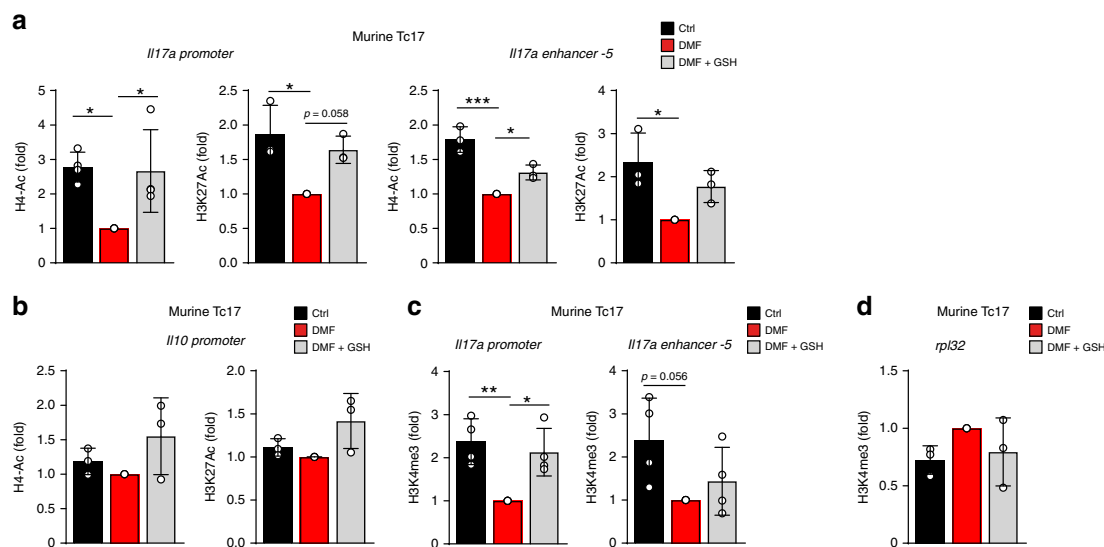 a
Murine Tc17
Ctrl
DMF
DMF + GSH
Il17a promoter
Il17a enhancer -5
H4-Ac (fold)
5
4
3
2
1
0
*
*
H3K27Ac (fold)
2.5
2.0
1.5
1.0
0.5
0.0
*
p = 0.058
H4-Ac (fold)
2.5
2.0
1.5
1.0
0.5
0
***
*
H3K27Ac (fold)
4
3
2
1
0
*
b
Murine Tc17
Il10 promoter
Ctrl
DMF
DMF + GSH
H4-Ac (fold)
2.5
2.0
1.5
1.0
0.5
0
H3K27Ac (fold)
2.0
1.5
1.0
0.5
0.0
c
Murine Tc17
Il17a promoter
Il17a enhancer -5
Ctrl
DMF
DMF + GSH
H3K4me3 (fold)
4
3
2
1
0
**
*
H3K4me3 (fold)
4
3
2
1
0
p = 0.056
d
Murine Tc17
rpl32
Ctrl
DMF
DMF + GSH
H3K4me3 (fold)
1.5
1.0
0.5
0